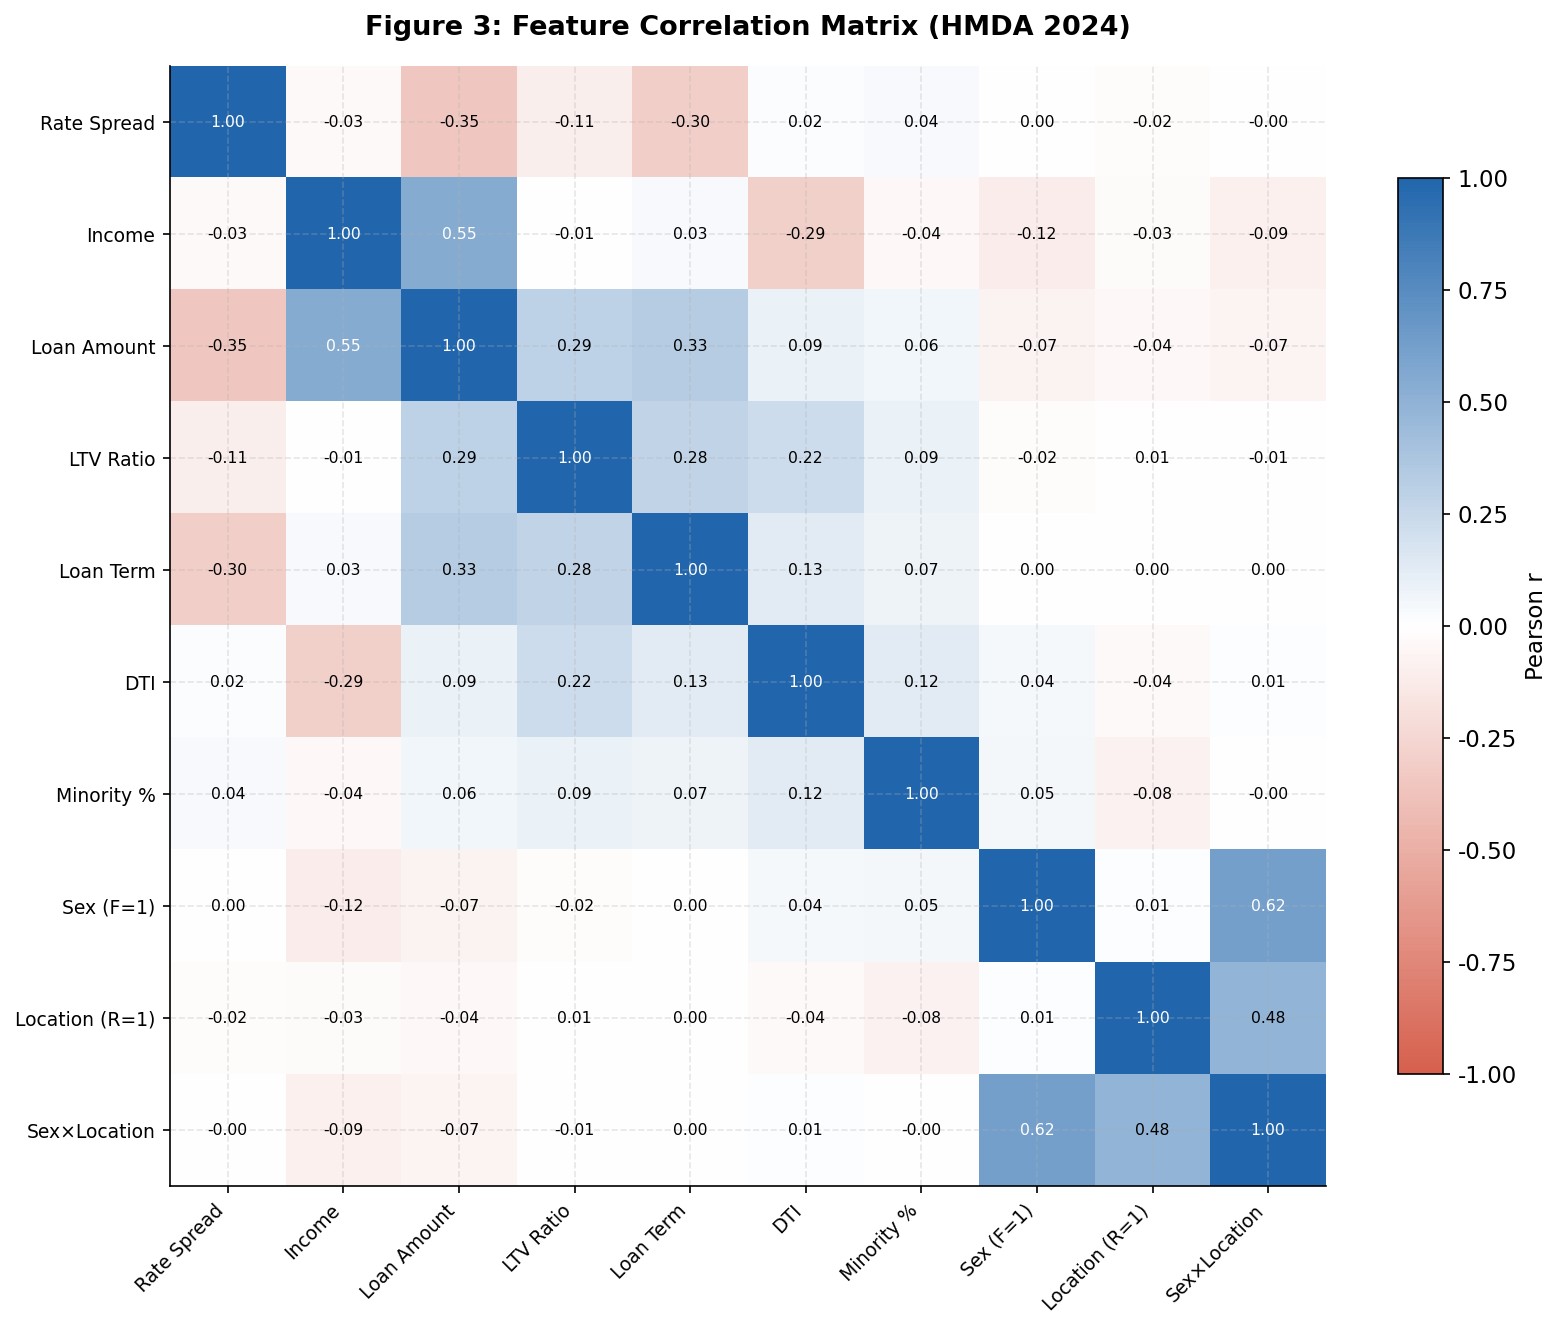 Figure 3: Feature Correlation Matrix (HMDA 2024)
Rate Spread 1.00 -0.03 -0.35 -0.11 -0.30 0.02 0.04 0.00 -0.02 -0.00
Income -0.03 1.00 0.55 -0.01 0.03 -0.29 -0.04 -0.12 -0.03 -0.09
Loan Amount -0.35 0.55 1.00 0.29 0.33 0.09 0.06 -0.07 -0.04 -0.07
LTV Ratio -0.11 -0.01 0.29 1.00 0.28 0.22 0.09 -0.02 0.01 -0.01
Loan Term -0.30 0.03 0.33 0.28 1.00 0.13 0.07 0.00 0.00 0.00
DTI 0.02 -0.29 0.09 0.22 0.13 1.00 0.12 0.04 -0.04 0.01
Minority % 0.04 -0.04 0.06 0.09 0.07 0.12 1.00 0.05 -0.08 -0.00
Sex (F=1) 0.00 -0.12 -0.07 -0.02 0.00 0.04 0.05 1.00 0.01 0.62
Location (R=1) -0.02 -0.03 -0.04 0.01 0.00 -0.04 -0.08 0.01 1.00 0.48
Sex×Location -0.00 -0.09 -0.07 -0.01 0.00 0.01 -0.00 0.62 0.48 1.00
Rate Spread
Income
Loan Amount
LTV Ratio
Loan Term
DTI
Minority %
Sex (F=1)
Location (R=1)
Sex×Location
1.00
0.75
0.50
0.25
0.00
-0.25
-0.50
-0.75
-1.00
Pearson r